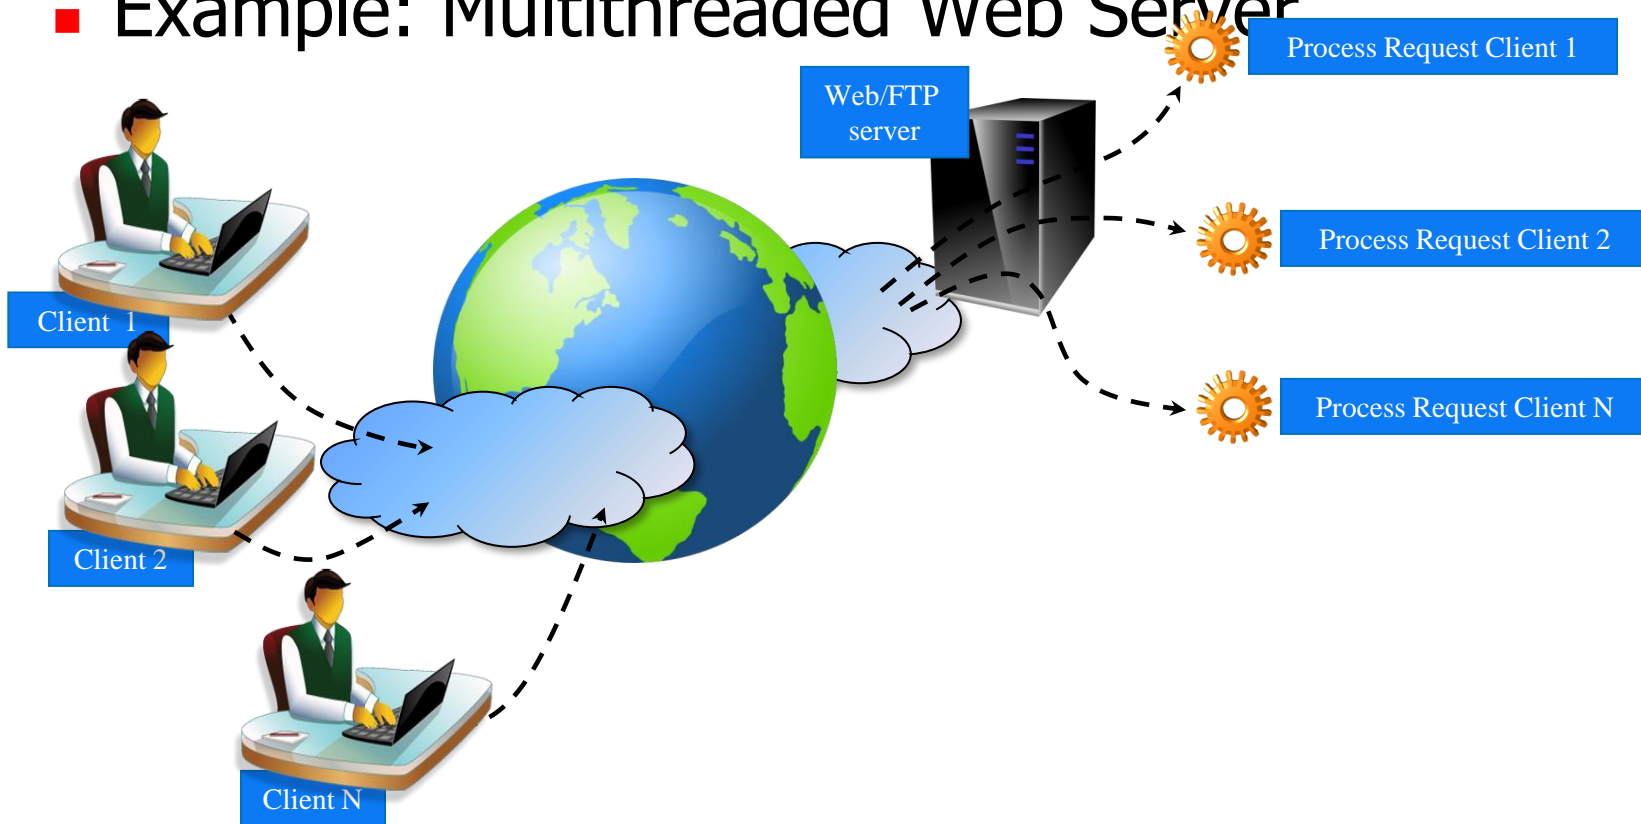 Example: Multithreaded Web Server
Process Request Client 1
Web/FTP
server
Process Request Client 2
Client 1
Process Request Client N
Client 2
Client N